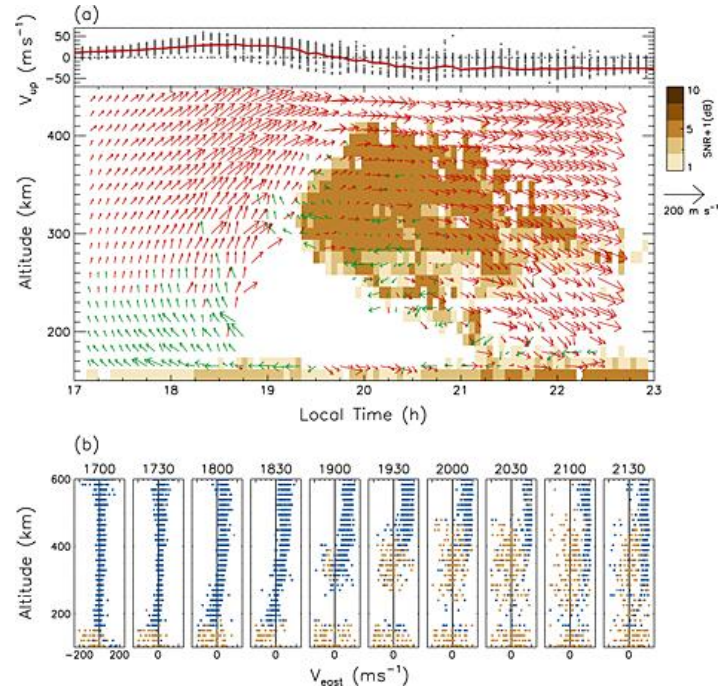 (a)
V_up (m s⁻¹)
50
0
-50
Altitude (km)
400
300
200
17 18 19 20 21 22 23
Local Time (h)
10
5
1
SNR+1(dB)
200 m s⁻¹
(b)
1700 1730 1800 1830 1900 1930 2000 2030 2100 2130
Altitude (km)
600
400
200
-200 0 200 0 0 0 0 0 0 0 0
V_east (ms⁻¹)